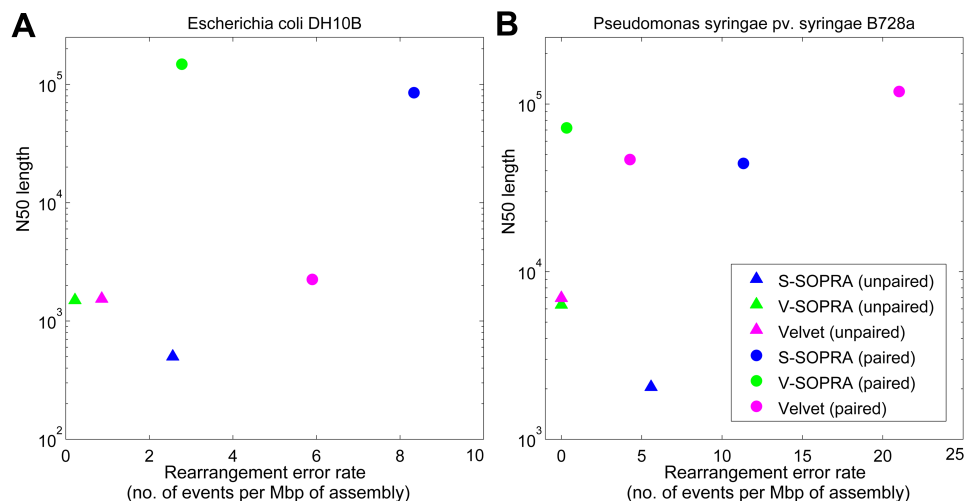 A
Escherichia coli DH10B
10^5
10^4
10^3
10^2
N50 length
0 2 4 6 8 10
Rearrangement error rate
(no. of events per Mbp of assembly)
B
Pseudomonas syringae pv. syringae B728a
10^5
10^4
10^3
N50 length
0 5 10 15 20 25
Rearrangement error rate
(no. of events per Mbp of assembly)
S-SOPRA (unpaired)
V-SOPRA (unpaired)
Velvet (unpaired)
S-SOPRA (paired)
V-SOPRA (paired)
Velvet (paired)